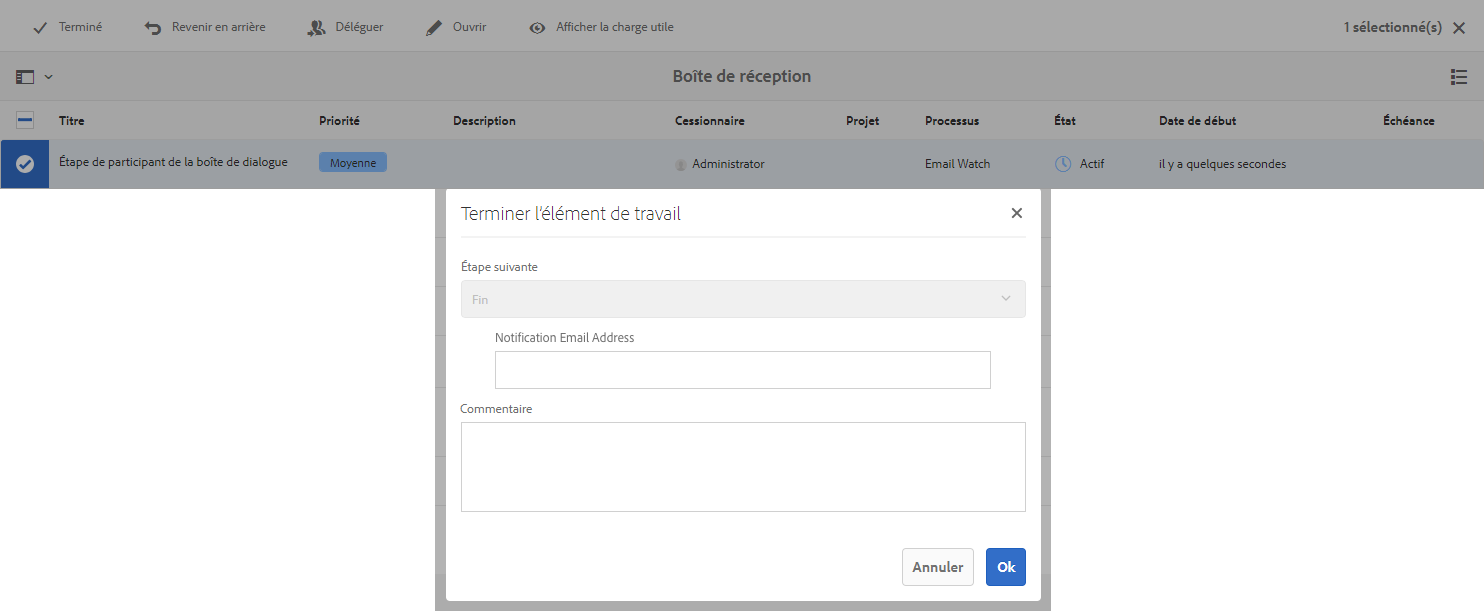 Terminé Revenir en arrière Déléguer Ouvrir Afficher la charge utile 1 sélectionné(s)
Boîte de réception
Titre Priorité Description Cessionnaire Projet Processus État Date de début Échéance
Étape de participant de la boîte de dialogue Moyenne Administrator Email Watch Actif il y a quelques secondes
Terminer l'élément de travail
Étape suivante
Fin
Notification Email Address
Commentaire
Annuler Ok